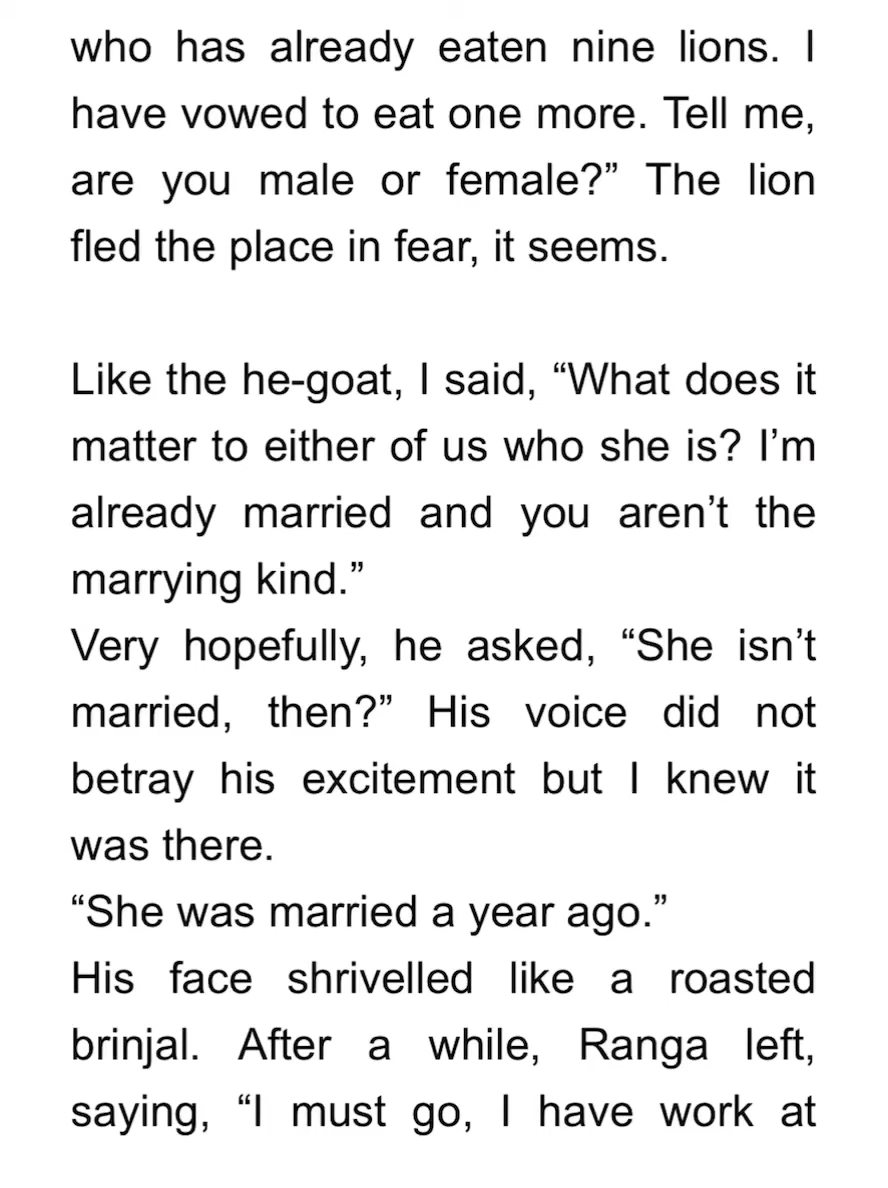 who has already eaten nine lions. I
have vowed to eat one more. Tell me,
are you male or female?” The lion
fled the place in fear, it seems.
Like the he-goat, I said, “What does it
matter to either of us who she is? I’m
already married and you aren’t the
marrying kind.”
Very hopefully, he asked, “She isn’t
married, then?” His voice did not
betray his excitement but I knew it
was there.
“She was married a year ago.”
His face shrivelled like a roasted
brinjal. After a while, Ranga left,
saying, “I must go, I have work at